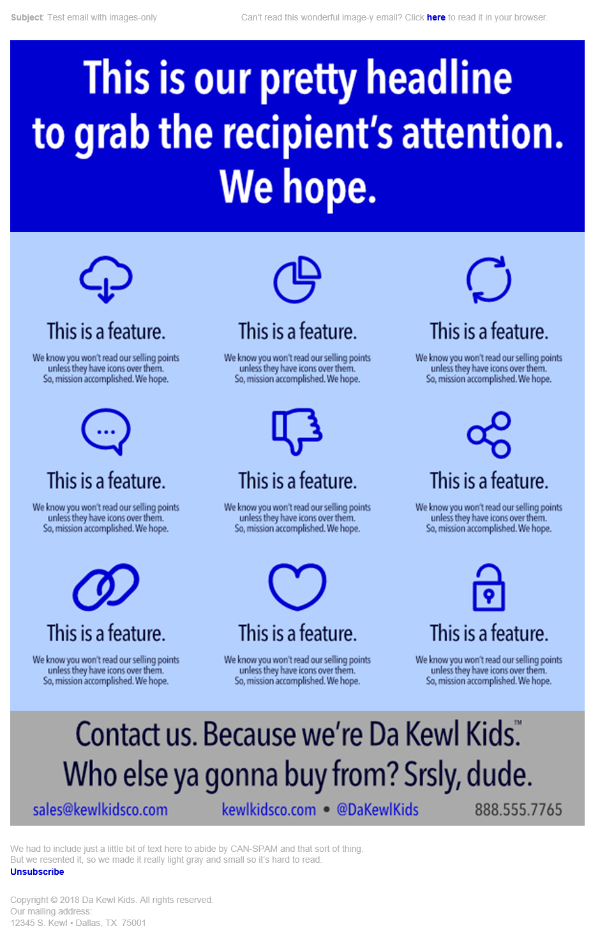 Subject: Test email with images-only
Can't read this wonderful image-y email? Click here to read it in your browser.
This is our pretty headline
to grab the recipient's attention.
We hope.
This is a feature.
We know you won't read our selling points
unless they have icons over them.
So, mission accomplished. We hope.
This is a feature.
We know you won't read our selling points
unless they have icons over them.
So, mission accomplished. We hope.
This is a feature.
We know you won't read our selling points
unless they have icons over them.
So, mission accomplished. We hope.
This is a feature.
We know you won't read our selling points
unless they have icons over them.
So, mission accomplished. We hope.
This is a feature.
We know you won't read our selling points
unless they have icons over them.
So, mission accomplished. We hope.
This is a feature.
We know you won't read our selling points
unless they have icons over them.
So, mission accomplished. We hope.
This is a feature.
We know you won't read our selling points
unless they have icons over them.
So, mission accomplished. We hope.
This is a feature.
We know you won't read our selling points
unless they have icons over them.
So, mission accomplished. We hope.
This is a feature.
We know you won't read our selling points
unless they have icons over them.
So, mission accomplished. We hope.
Contact us. Because we're Da Kewl Kids.™
Who else ya gonna buy from? Srsly, dude.
sales@kewlkidsco.com
kewlkidsco.com • @DaKewlKids
888.555.7765
We had to include just a little bit of text here to abide by CAN-SPAM and that sort of thing.
But we resented it, so we made it really light gray and small so it's hard to read.
Unsubscribe
Copyright © 2018 Da Kewl Kids. All rights reserved.
Our mailing address:
12345 S. Kewl • Dallas, TX 75001